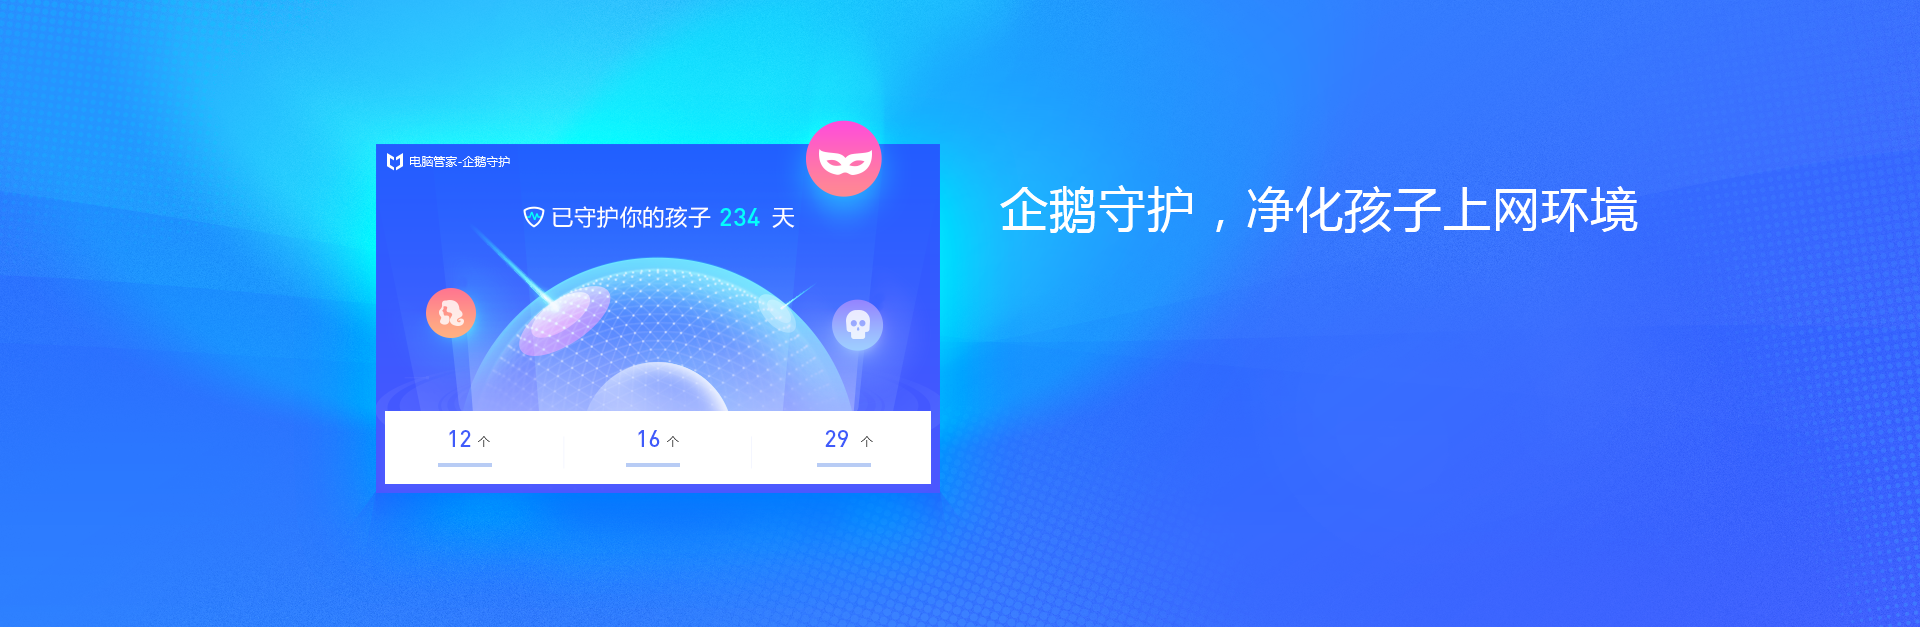 电脑管家-企鹅守护
已守护你的孩子 234 天
企鹅守护，净化孩子上网环境
12 个
16 个
29 个